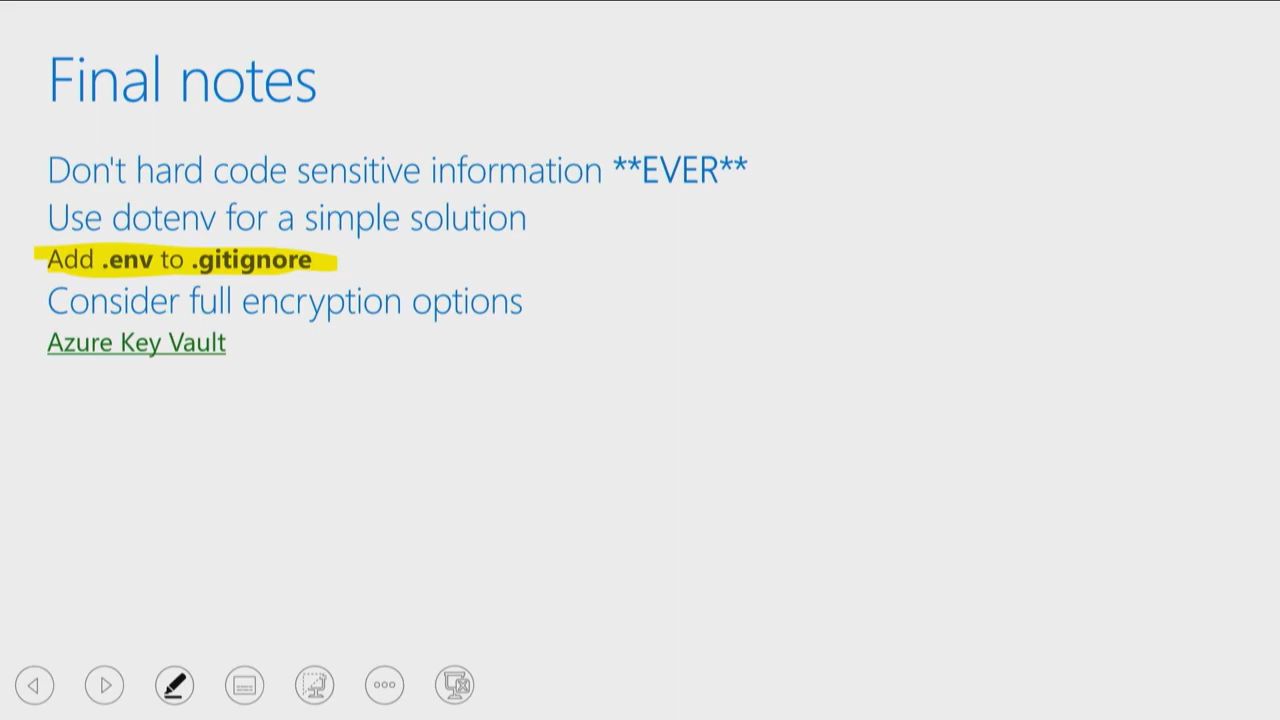 Final notes
Don't hard code sensitive information **EVER**
Use dotenv for a simple solution
Add .env to .gitignore
Consider full encryption options
Azure Key Vault